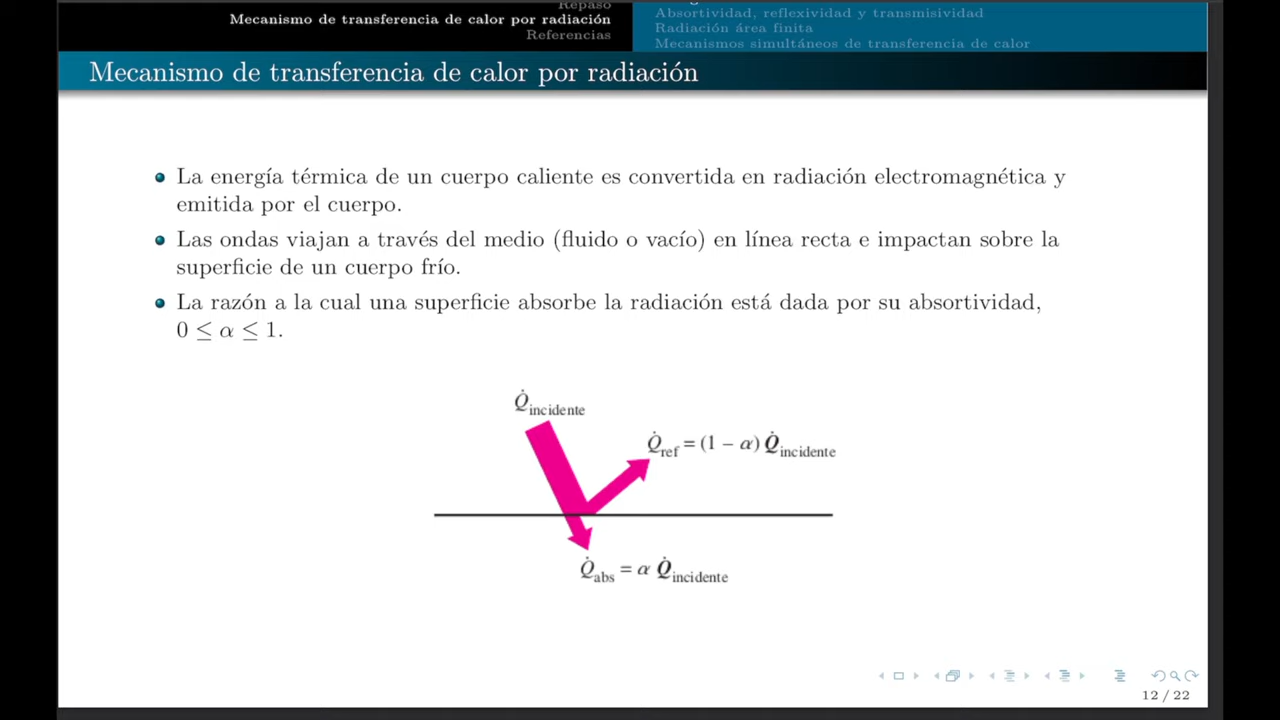 Repaso
Mecanismo de transferencia de calor por radiación
Referencias
Absortividad, reflexividad y transmisividad
Radiación área finita
Mecanismos simultáneos de transferencia de calor
Mecanismo de transferencia de calor por radiación
La energía térmica de un cuerpo caliente es convertida en radiación electromagnética y
emitida por el cuerpo.
Las ondas viajan a través del medio (fluido o vacío) en línea recta e impactan sobre la
superficie de un cuerpo frío.
La razón a la cual una superficie absorbe la radiación está dada por su absortividad,
0 ≤ α ≤ 1.
Q̇incidente
Q̇ref = (1 − α) Q̇incidente
Q̇abs = α Q̇incidente
12 / 22